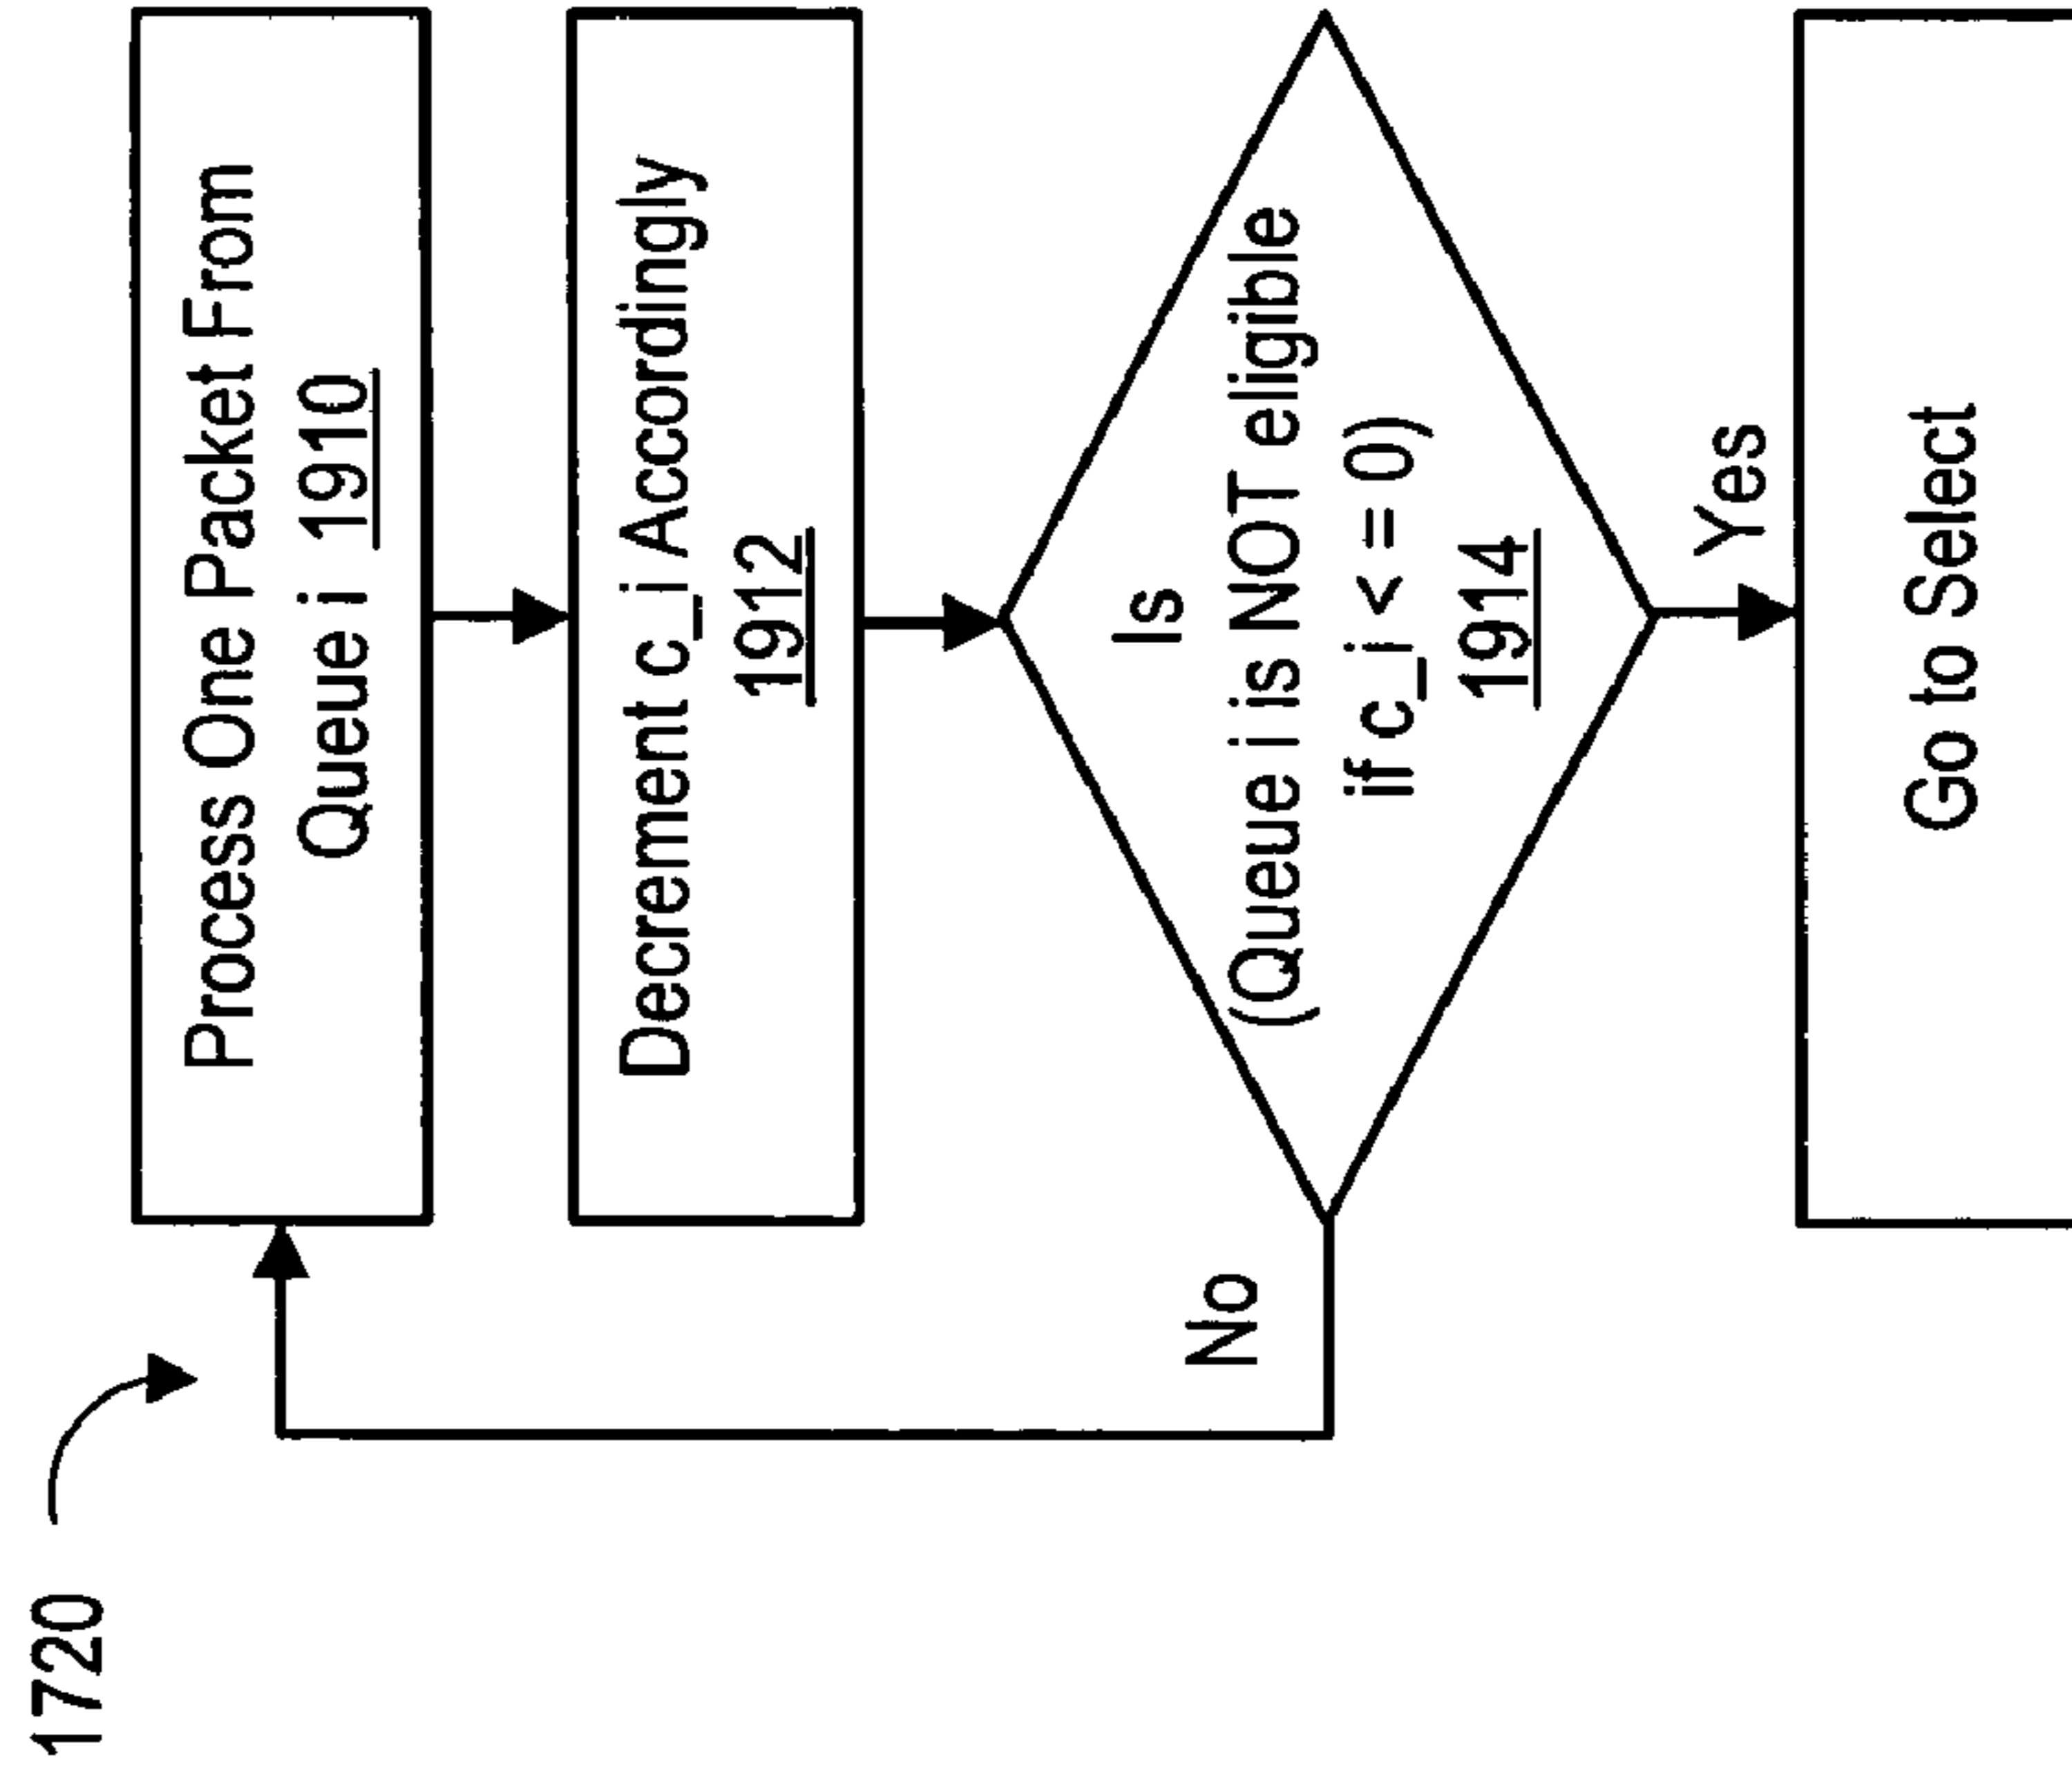 1720
Process One Packet From
Queue i 1910
Decrement c_i Accordingly
1912
Is
(Queue i is NOT eligible
if c_i < = 0)
1914
No
Yes
Go to Select